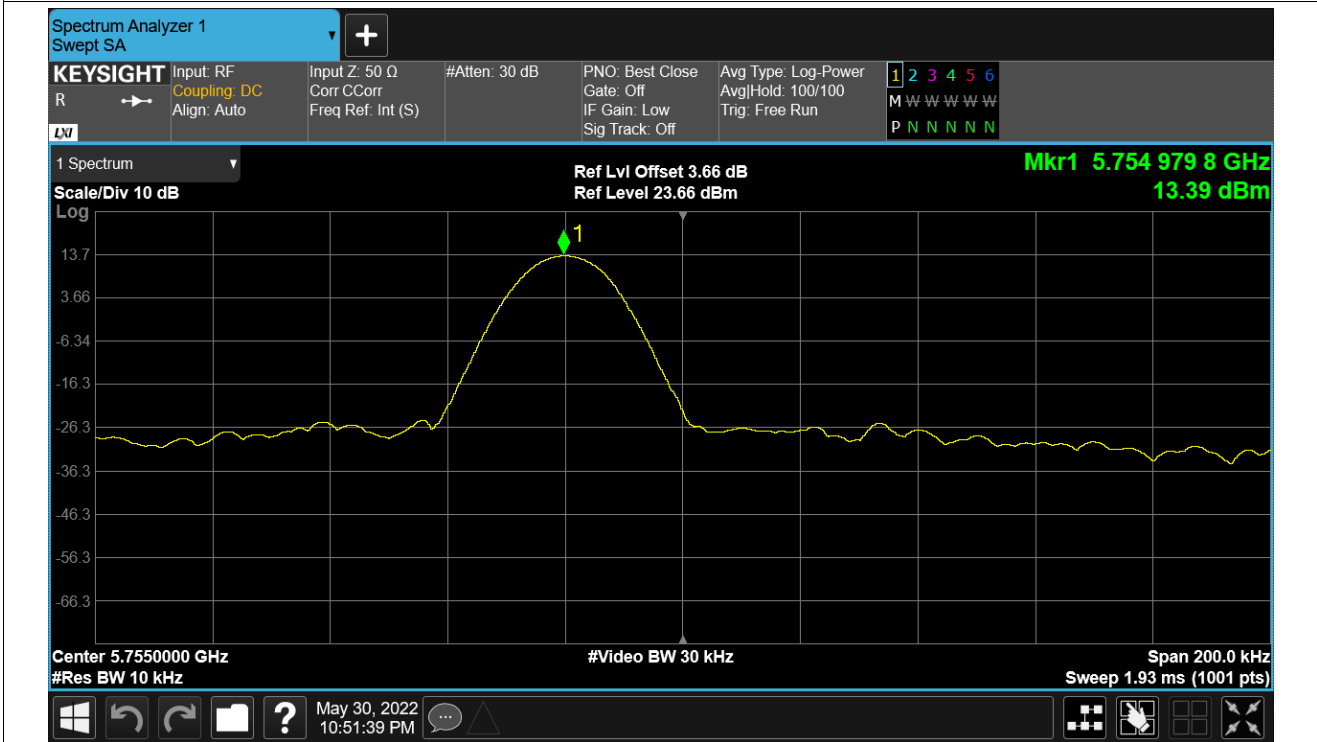 Spectrum Analyzer 1
Swept SA
+
KEYSIGHT Input: RF Input Z: 50 Ω #Atten: 30 dB PNO: Best Close Avg Type: Log-Power 1 2 3 4 5 6
R Coupling: DC Corr CCorr Gate: Off Avg|Hold: 100/100 M W W W W W
Align: Auto Freq Ref: Int (S) IF Gain: Low Trig: Free Run
LXI Sig Track: Off P N N N N N
1 Spectrum Ref Lvl Offset 3.66 dB Mkr1 5.754 979 8 GHz
Scale/Div 10 dB Ref Level 23.66 dBm 13.39 dBm
Log
1
13.7
3.66
-6.34
-16.3
-26.3
-36.3
-46.3
-56.3
-66.3
Center 5.7550000 GHz #Video BW 30 kHz Span 200.0 kHz
#Res BW 10 kHz Sweep 1.93 ms (1001 pts)
? May 30, 2022
10:51:39 PM